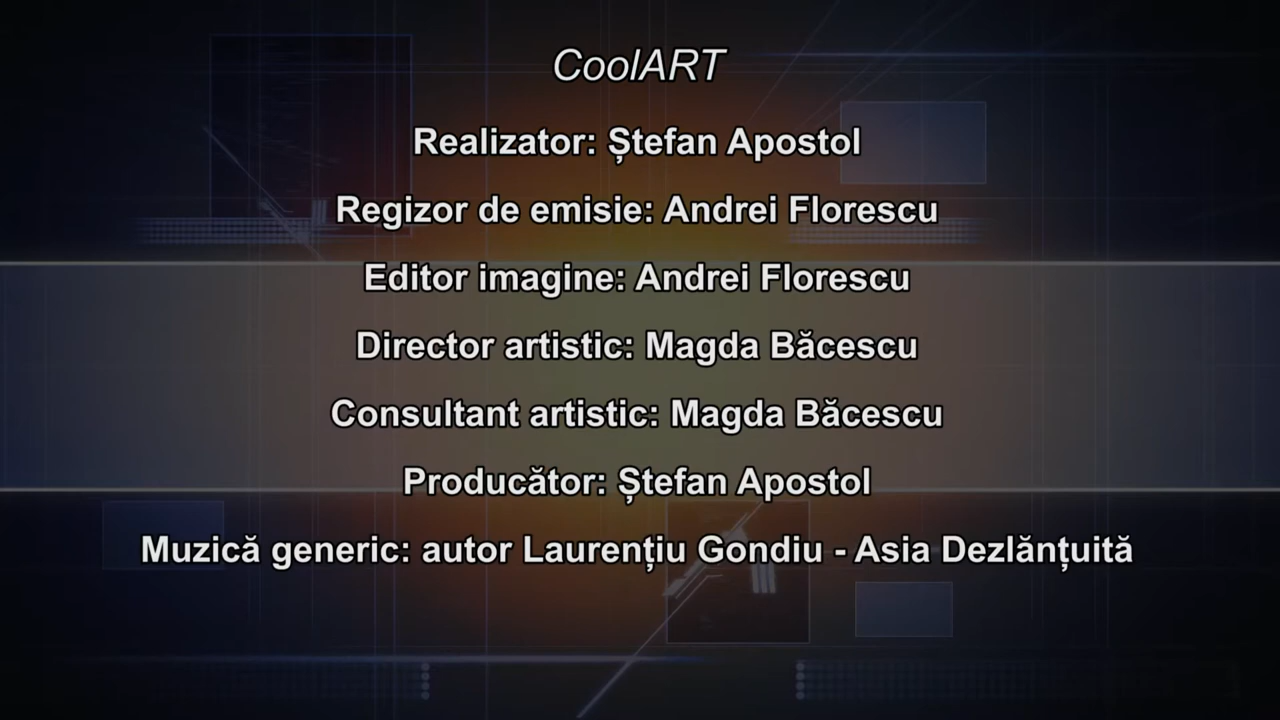 CoolART
Realizator: Ștefan Apostol
Regizor de emisie: Andrei Florescu
Editor imagine: Andrei Florescu
Director artistic: Magda Băcescu
Consultant artistic: Magda Băcescu
Producător: Ștefan Apostol
Muzică generic: autor Laurențiu Gondiu - Asia Dezlănțuită